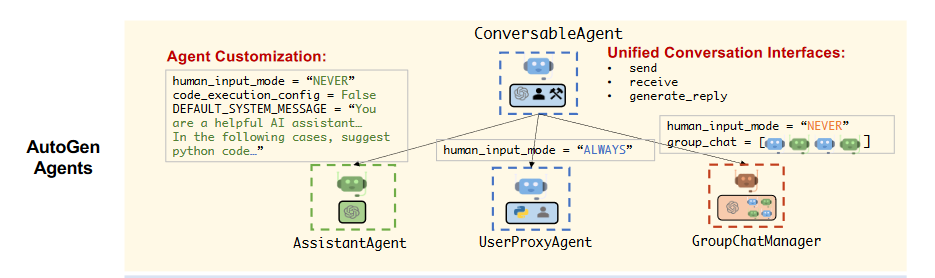 ConversableAgent
Agent Customization:
human_input_mode = “NEVER”
code_execution_config = False
DEFAULT_SYSTEM_MESSAGE = “You
are a helpful AI assistant…
In the following cases, suggest
python code…”
Unified Conversation Interfaces:
• send
• receive
• generate_reply
AutoGen
Agents
human_input_mode = “ALWAYS”
human_input_mode = “NEVER”
group_chat = [ ]
AssistantAgent
UserProxyAgent
GroupChatManager